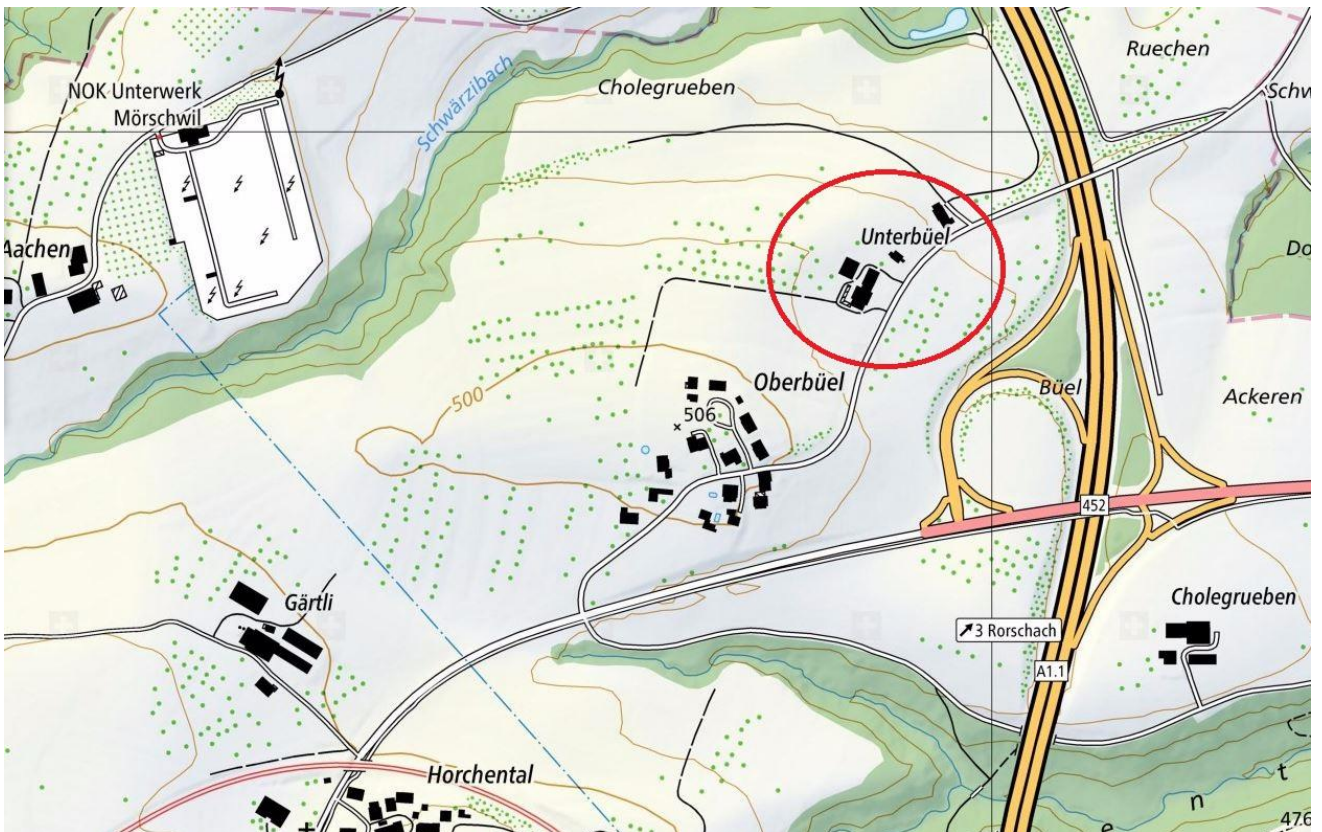 Ruechen
NOK Unterwerk
Mörschwil
Schwärzibach
Cholegrueben
Schw
Aachen
Unterbüel
Do
500
506
Oberbüel
Büel
Ackeren
452
Gärtli
Cholegrueben
3 Rorschach
A1.1
Horchental
t
n
e
476